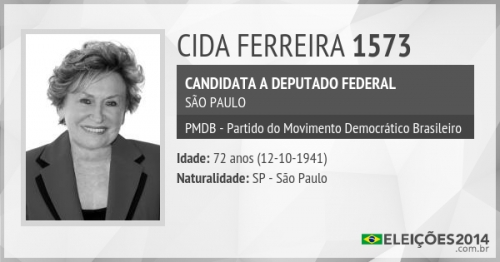 CIDA FERREIRA 1573
CANDIDATA A DEPUTADO FEDERAL
SÃO PAULO
PMDB - Partido do Movimento Democrático Brasileiro
Idade: 72 anos (12-10-1941)
Naturalidade: SP - São Paulo
ELEIÇÕES2014
.com.br